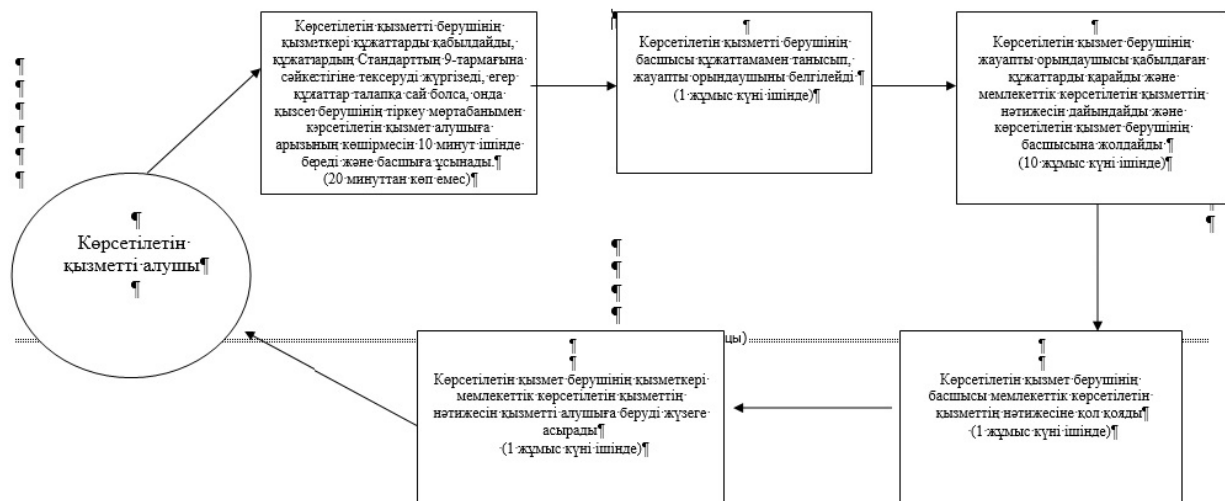 Көрсетілетін қызметті берушінің
қызметкері құжаттарды қабылдайды,
құжаттардың Стандарттың 9-тармағына
сәйкестігіне тексеруді жүргізеді, егер
құжаттар талапқа сай болса, онда
қызсет берушінің тіркеу мөртабанымен
көрсетілетін қызмет алушыға
арызының көшірмесін 10 минут ішінде
береді және басшыға ұсынады.¶
(20 минуттан көп емес)¶
¶
Көрсетілетін қызметті берушінің
басшысы құжаттамамен танысып,
жауапты орындаушыны белгілейді¶
(1 жұмыс күні ішінде)¶
¶
Көрсетілетін қызмет берушінің
жауапты орындаушысы қабылдаған
құжаттарды қарайды және
мемлекеттік көрсетілетін қызметтің
нәтижесін дайындайды және
көрсетілетін қызмет берушінің
басшысына жолдайды ¶
(10 жұмыс күні ішінде)¶
¶
¶
¶
¶
¶
¶
¶
Көрсетілетін
қызметті алушы¶
¶
¶
¶
¶
¶
¶
¶
цы)
¶
¶
Көрсетілетін қызмет берушінің қызметкері
мемлекеттік көрсетілетін қызметтің
нәтижесін қызметті алушыға беруді жүзеге
асырады¶
(1 жұмыс күні ішінде)¶
¶
¶
Көрсетілетін қызмет берушінің
басшысы мемлекеттік көрсетілетін
қызметтің нәтижесіне қол қояды¶
(1 жұмыс күні ішінде)¶